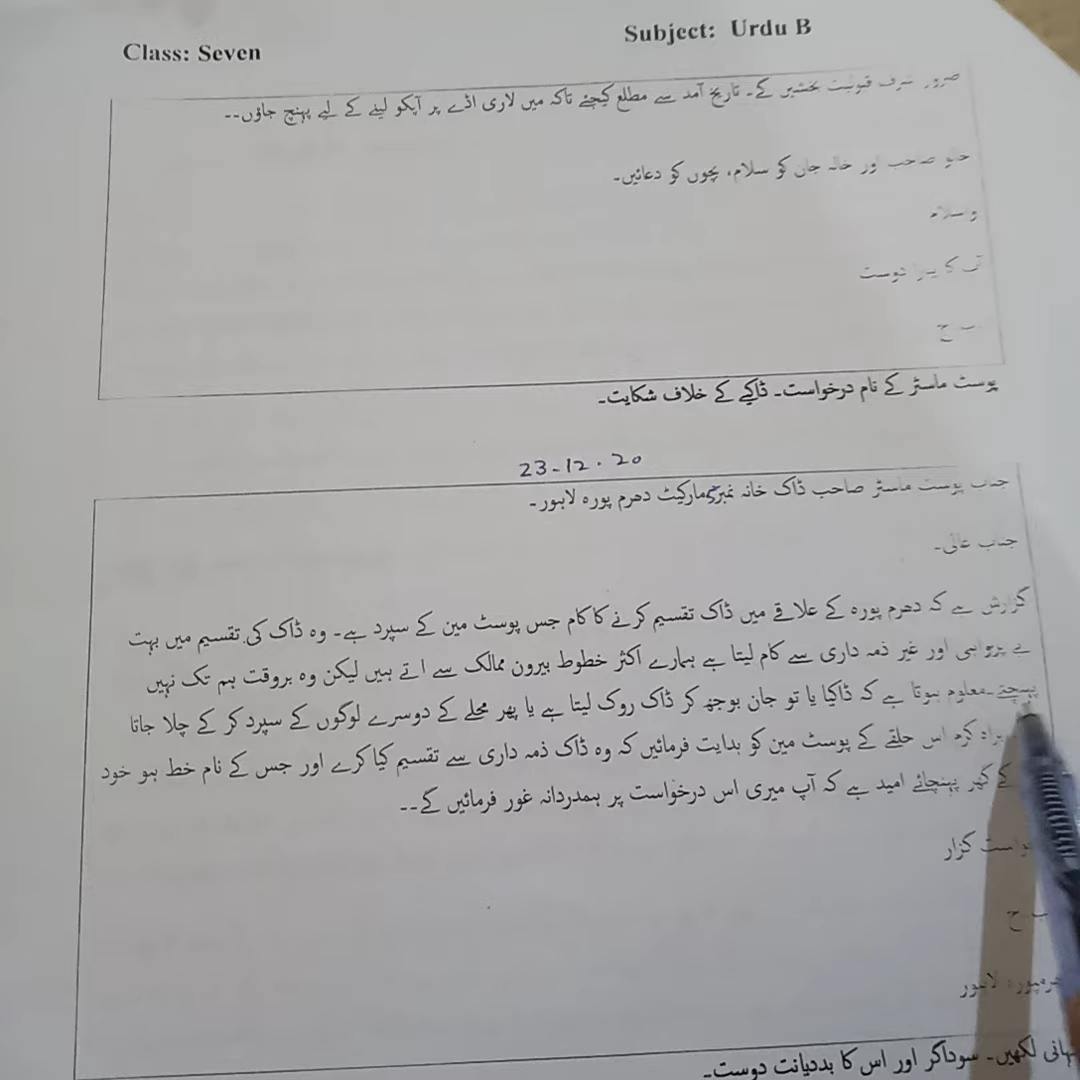 Class: Seven
Subject: Urdu B
ضرور شرف قبولیت بخشیں گے۔ تاریخ آمد سے مطلع کیجئے تاکہ میں لاری اڈے پر آپکو لینے کے لیے پہنچ جاؤں۔-
صاحب اور خالہ جان کو سلام، بچوں کو دعائیں۔
وسلام
آپ کا پیارا دوست
ج
پوسٹ ماسٹر کے نام درخواست۔ ڈاکیے کے خلاف شکایت۔
23-12-20
جناب پوسٹ ماسٹر صاحب ڈاک خانہ نمبر مارکیٹ دھرم پورہ لاہور۔
جناب عالی۔
گزارش ہے کہ دھرم پورہ کے علاقے میں ڈاک تقسیم کرنے کا کام جس پوسٹ مین کے سپرد ہے۔ وہ ڈاک کی تقسیم میں بہت
بے پرواہی اور غیر ذمہ داری سے کام لیتا ہے ہمارے اکثر خطوط بیرون ممالک سے اتے ہیں لیکن وہ بروقت ہم تک نہیں
پہنچتے۔معلوم ہوتا ہے کہ ڈاکیا یا تو جان بوجھ کر ڈاک روک لیتا ہے یا پھر محلے کے دوسرے لوگوں کے سپرد کر کے چلا جاتا
براہ کرم اس حلقے کے پوسٹ مین کو ہدایت فرمائیں کہ وہ ڈاک ذمہ داری سے تقسیم کیا کرے اور جس کے نام خط ہو خود
کے گھر پہنچائے امید ہے کہ آپ میری اس درخواست پر ہمدردانہ غور فرمائیں گے۔-
واست گزار
ب ح
لاہور
لکھیں۔ سوداگر اور اس کا بددیانت دوست۔